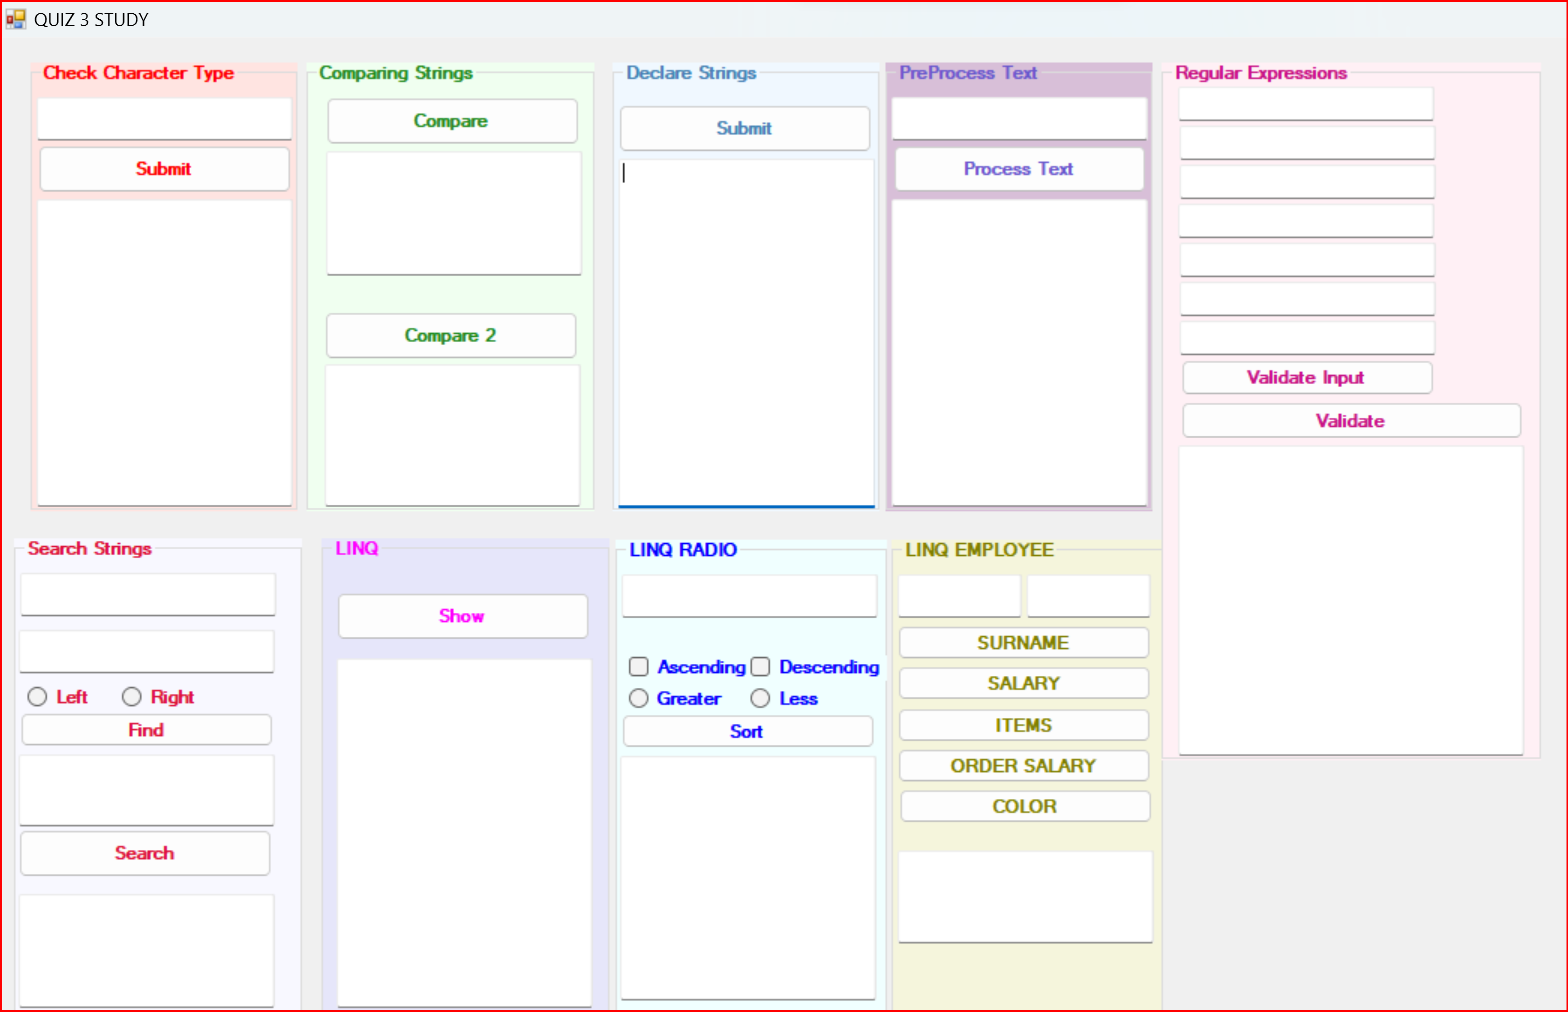 QUIZ 3 STUDY
Check Character Type
Submit
Comparing Strings
Compare
Compare 2
Declare Strings
Submit
PreProcess Text
Process Text
Regular Expressions
Validate Input
Validate
Search Strings
Left Right
Find
Search
LINQ
Show
LINQ RADIO
Ascending Descending
Greater Less
Sort
LINQ EMPLOYEE
SURNAME
SALARY
ITEMS
ORDER SALARY
COLOR